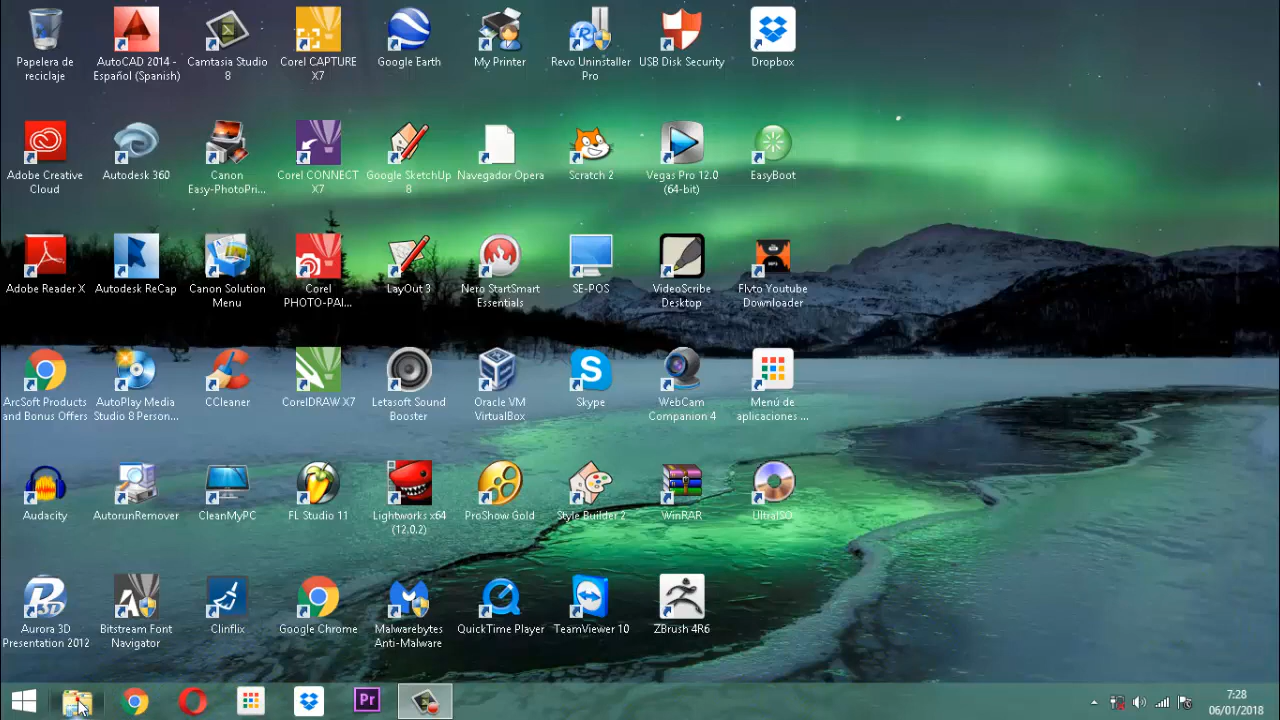 Papelera de
reciclaje
AutoCAD 2014 -
Español (Spanish)
Camtasia Studio
8
Corel CAPTURE
X7
Google Earth
My Printer
Revo Uninstaller
Pro
USB Disk Security
Dropbox
Adobe Creative
Cloud
Autodesk 360
Canon
Easy-PhotoPri...
Corel CONNECT
X7
Google SketchUp
8
Navegador Opera
Scratch 2
Vegas Pro 12.0
(64-bit)
EasyBoot
Adobe Reader X
Autodesk ReCap
Canon Solution
Menu
Corel
PHOTO-PAI...
LayOut 3
Nero StartSmart
Essentials
SE-POS
VideoScribe
Desktop
Flvto Youtube
Downloader
ArcSoft Products
and Bonus Offers
AutoPlay Media
Studio 8 Person...
CCleaner
CorelDRAW X7
Letasoft Sound
Booster
Oracle VM
VirtualBox
Skype
WebCam
Companion 4
Menú de
aplicaciones ...
Audacity
AutorunRemover
CleanMyPC
FL Studio 11
Lightworks x64
(12.0.2)
ProShow Gold
Style Builder 2
WinRAR
UltraISO
Aurora 3D
Presentation 2012
Bitstream Font
Navigator
Clinflix
Google Chrome
Malwarebytes
Anti-Malware
QuickTime Player
TeamViewer 10
ZBrush 4R6
Pr
7:28
06/01/2018